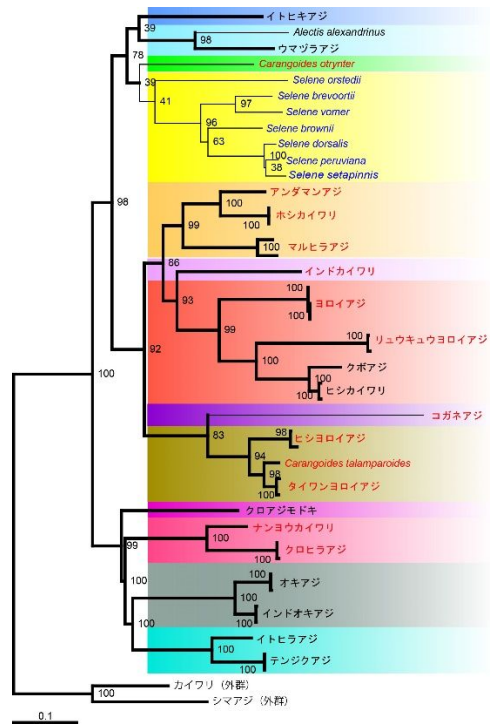 イトヒキアジ
39
Alectis alexandrinus
98
ウマヅラアジ
78
Carangoides otrynter
39
Selene orstedii
41
Selene brevoortii
97
Selene vomer
96
Selene brownii
63
Selene dorsalis
100
Selene peruviana
38
Selene setapinnis
98
アンダマンアジ
100
ホシカイワリ
99
100
マルヒラアジ
100
86
インドカイワリ
93
100
ヨロイアジ
99
100
リュウキュウヨロイアジ
100
100
92
100
クボアジ
100
ヒシカイワリ
100
コガネアジ
83
98
ヒシヨロイアジ
94
Carangoides talamparoides
98
タイワンヨロイアジ
100
クロアジモドキ
ナンヨウカイワリ
99
100
クロヒラアジ
100
100
オキアジ
100
100
インドオキアジ
100
100
イトヒラアジ
100
テンジクアジ
100
カイワリ（外群）
100
シマアジ（外群）
0.1